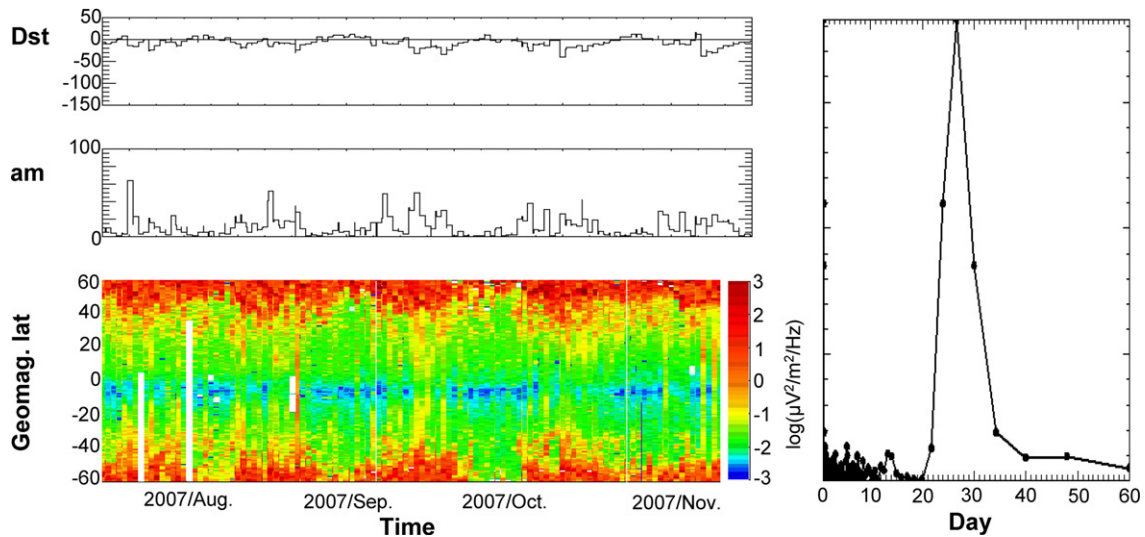 Dst
50
0
-50
-100
-150
am
100
0
Geomag. lat
60
40
20
0
-20
-40
-60
2007/Aug. 2007/Sep. 2007/Oct. 2007/Nov.
Time
3
2
1
0
-1
-2
-3
log(μV²/m²/Hz)
0 10 20 30 40 50 60
Day